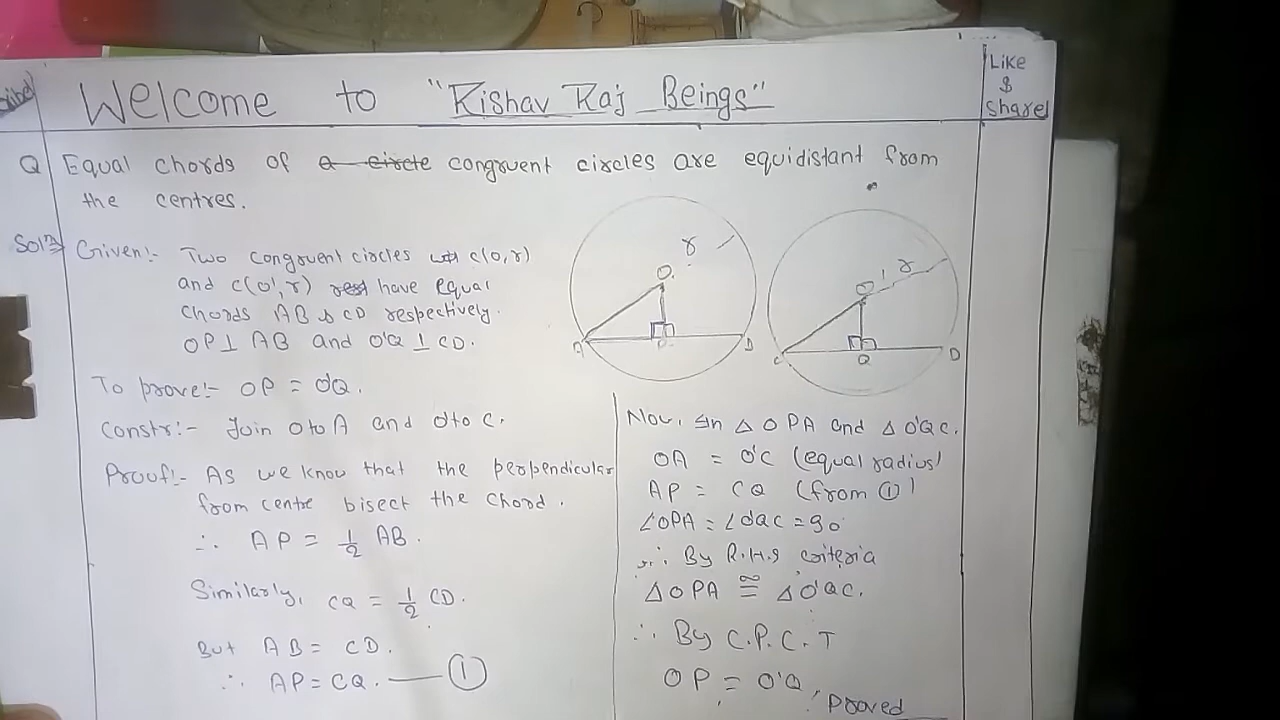 Welcome to "Rishav Raj Beings"
Like
&
Share
Q Equal chords of a circle congruent circles are equidistant from
the centres.
Soln Given:- Two congruent circles with c(O,r)
and c(O',r) rest have equal
chords AB & CD respectively.
OP ⊥ AB and O'Q ⊥ CD.
To prove:- OP = O'Q.
Constr:- Join O to A and O' to C.
Proof:- As we know that the perpendicular
from centre bisect the chord.
∴ AP = 1/2 AB.
Similarly, CQ = 1/2 CD.
But AB = CD.
∴ AP = CQ. —— ①
O
r
A
P
B
O'
r
C
Q
D
Now, In △ OPA and △ O'QC.
OA = O'C (equal radius)
AP = CQ (from ①)
∠OPA = ∠O'QC = 90
∴ By R.H.S criteria
△OPA ≅ △O'QC.
∴ By C.P.C.T
OP = O'Q,
Proved